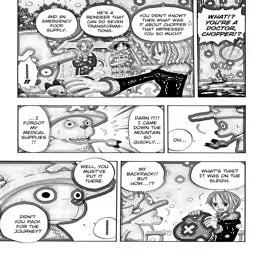 WHAT!?
YOU'RE A
DOCTOR,
CHOPPER!?
YOU DIDN'T KNOW?
THEN WHAT WAS
IT ABOUT CHOPPER
THAT IMPRESSED
YOU SO MUCH?
HE'S A
REINDEER THAT
CAN DO SEVEN
TRANSFORMA-
TIONS.
AND AN
EMERGENCY
FOOD
SUPPLY.
!!
OH...
DARN IT!!
I CAME
DOWN THE
MOUNTAIN
SO
QUICKLY...
...I
FORGOT
MY
MEDICAL
SUPPLIES
!!
WHAT'S THIS?
IT WAS ON THE
SLEIGH.
MY
BACKPACK!!
BUT
HOW...!?
WELL, YOU
MUST'VE
PUT IT
THERE.
DIDN'T
YOU PACK
FOR THE
JOURNEY?
!